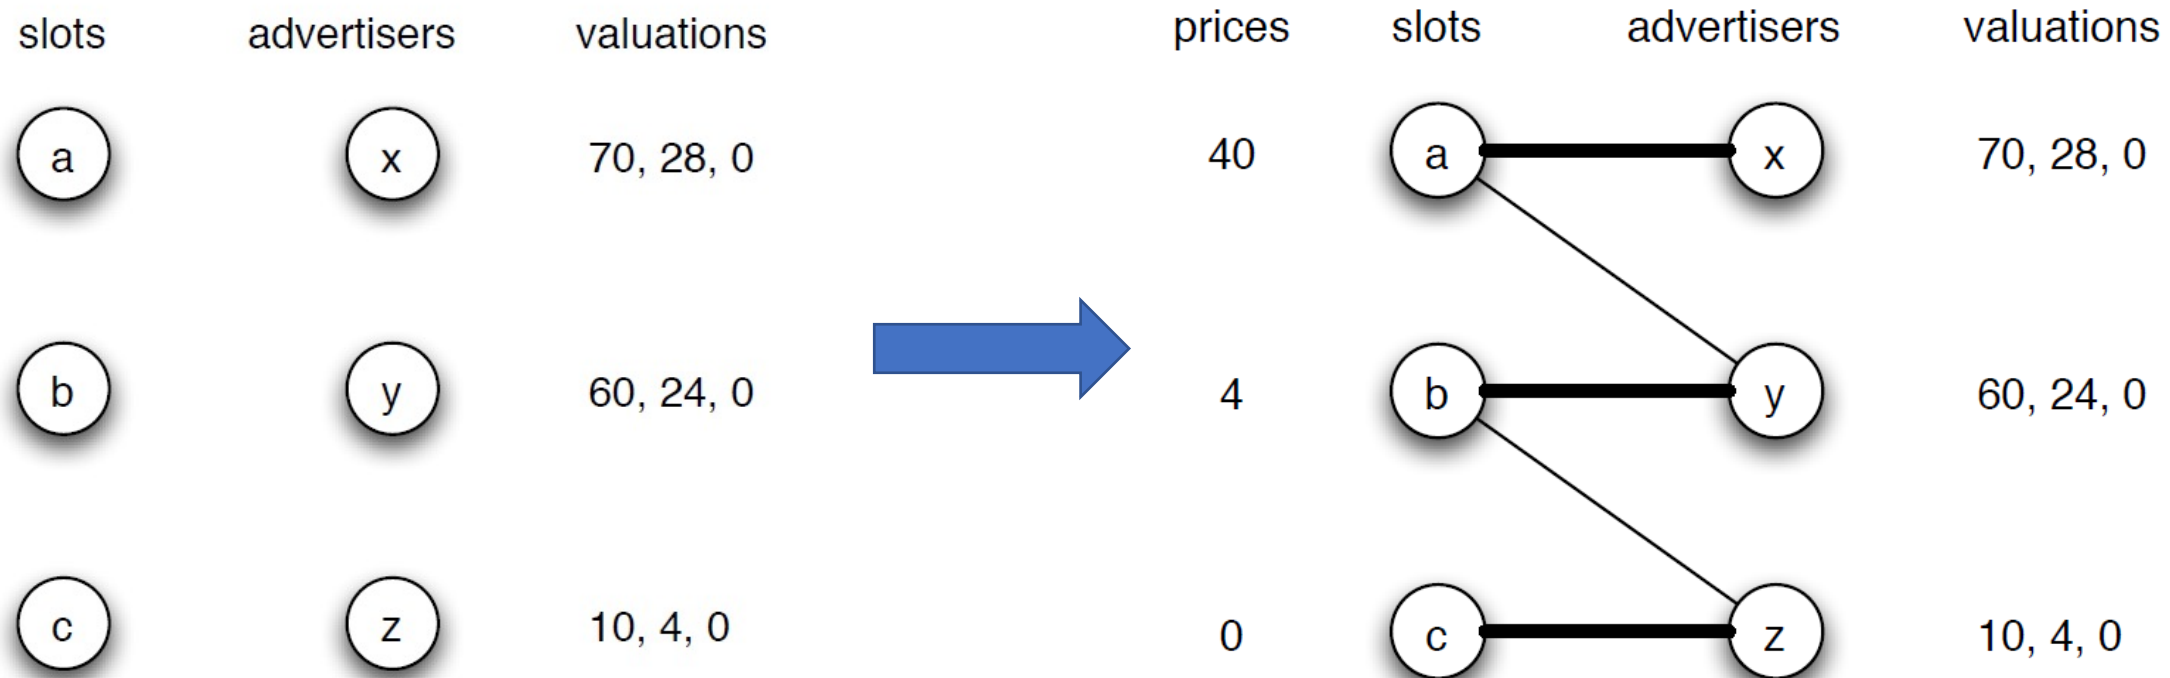 slots advertisers valuations
a x 70, 28, 0
b y 60, 24, 0
c z 10, 4, 0
prices slots advertisers valuations
40 a x 70, 28, 0
4 b y 60, 24, 0
0 c z 10, 4, 0